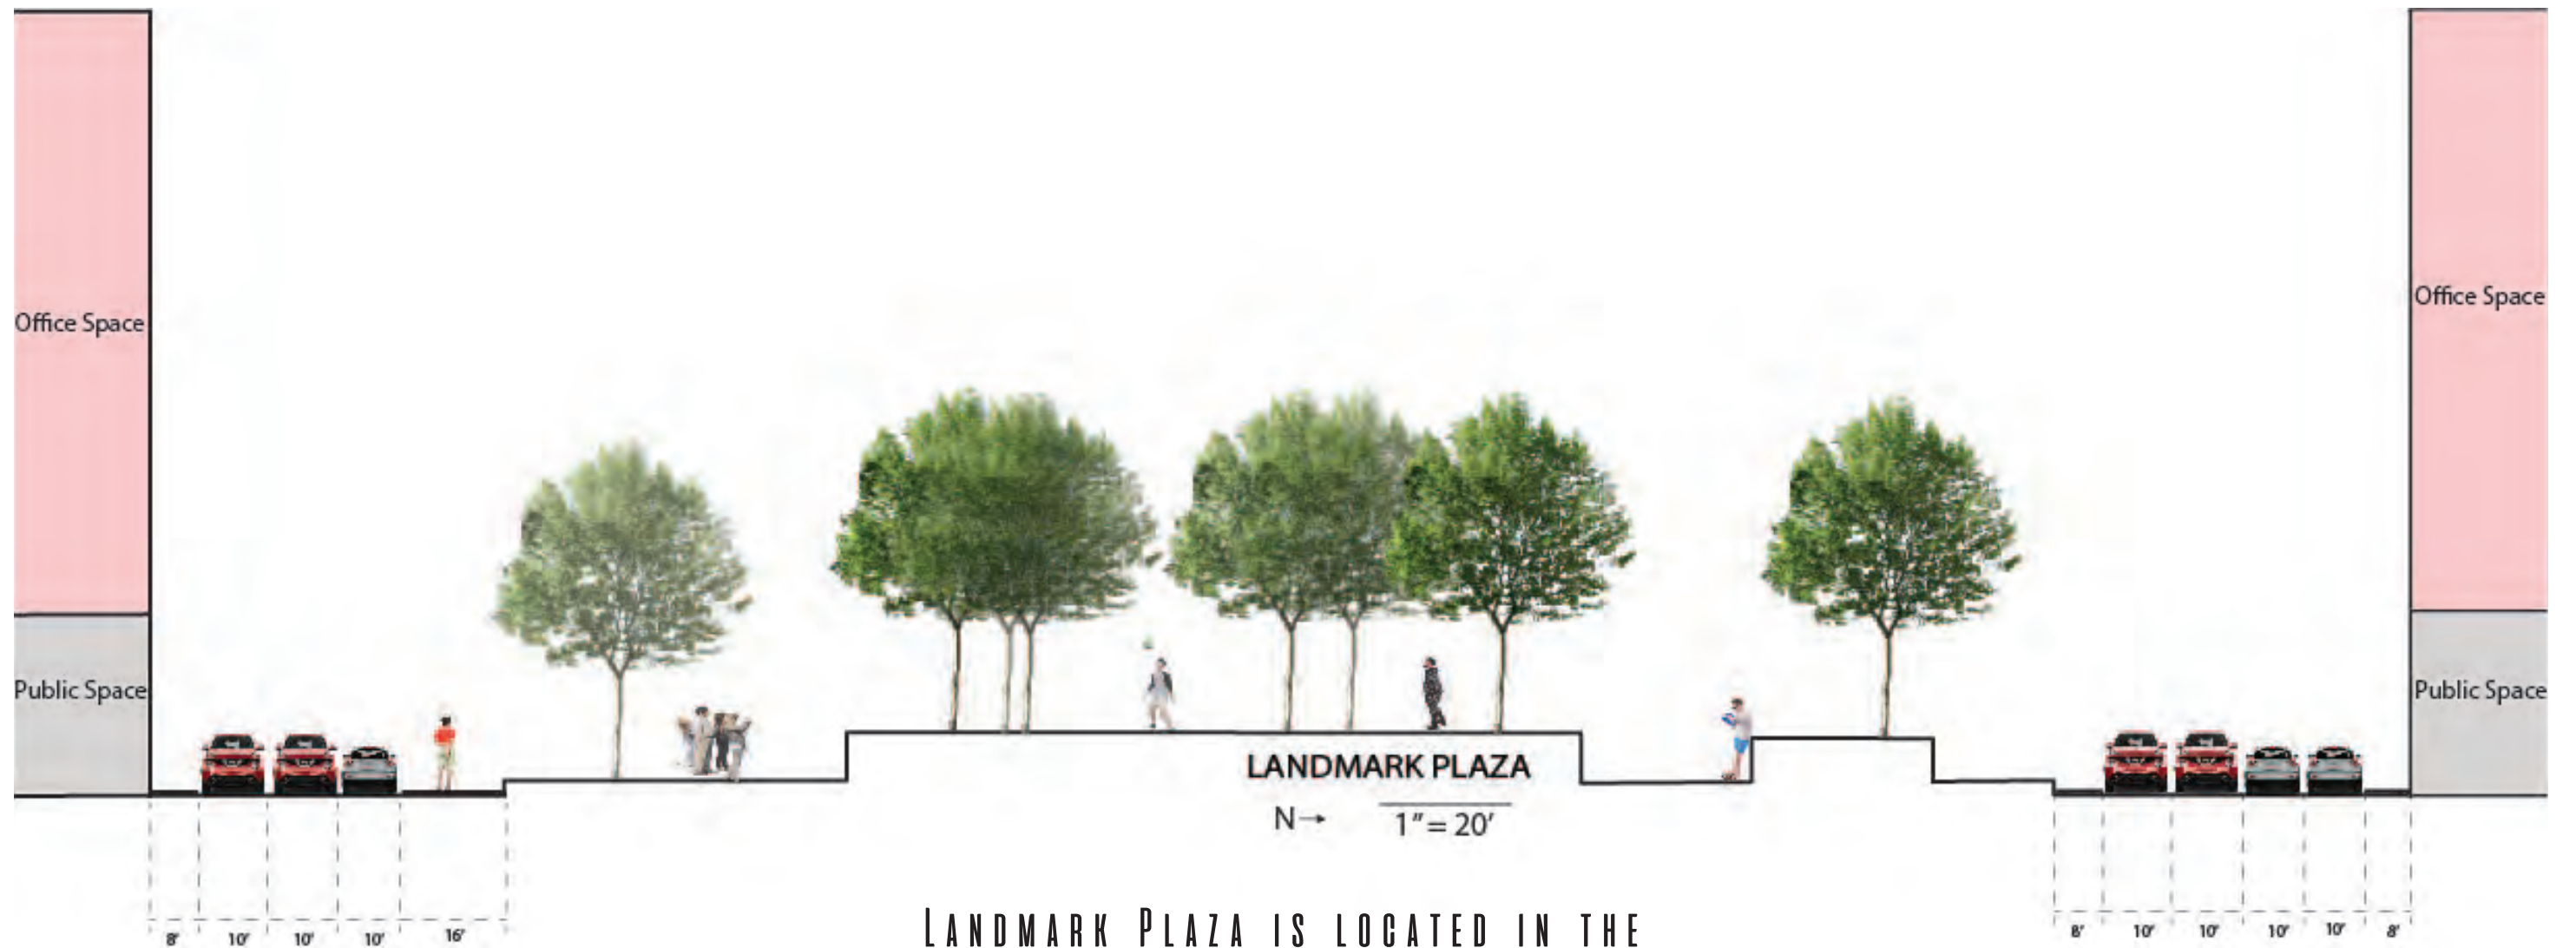 Office Space
Office Space
Public Space
Public Space
LANDMARK PLAZA
N→ 1" = 20'
8' 10' 10' 10' 16'
8' 10' 10' 10' 10' 8'
LANDMARK PLAZA IS LOCATED IN THE